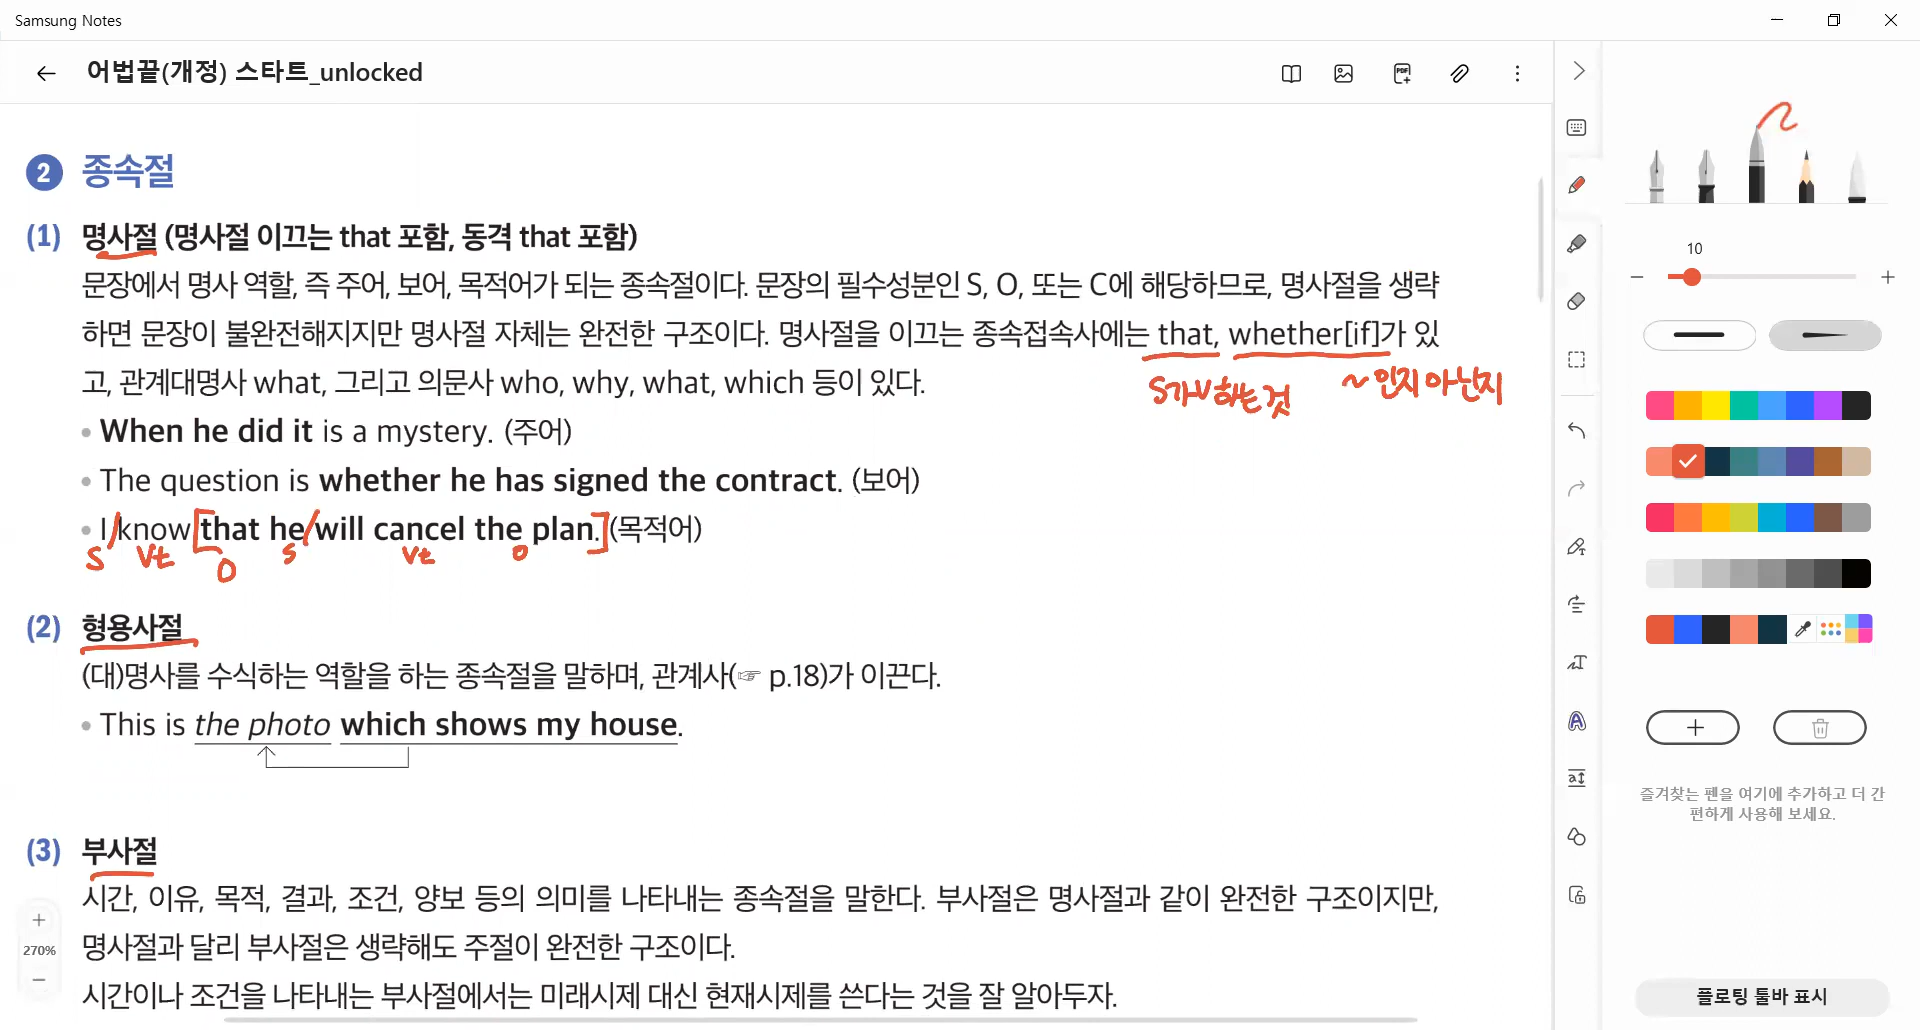 Samsung Notes
어법끝(개정) 스타트_unlocked
2 종속절
(1) 명사절 (명사절 이끄는 that 포함, 동격 that 포함)
문장에서 명사 역할, 즉 주어, 보어, 목적어가 되는 종속절이다. 문장의 필수성분인 S, O, 또는 C에 해당하므로, 명사절을 생략
하면 문장이 불완전해지지만 명사절 자체는 완전한 구조이다. 명사절을 이끄는 종속접속사에는 that, whether[if]가 있
고, 관계대명사 what, 그리고 의문사 who, why, what, which 등이 있다.
S가 V하는 것
~인지 아닌지
• When he did it is a mystery. (주어)
• The question is whether he has signed the contract. (보어)
• I/know [that he/will cancel the plan.](목적어)
S Vt O S Vt O
(2) 형용사절
(대)명사를 수식하는 역할을 하는 종속절을 말하며, 관계사(☞ p.18)가 이끈다.
• This is the photo which shows my house.
(3) 부사절
시간, 이유, 목적, 결과, 조건, 양보 등의 의미를 나타내는 종속절을 말한다. 부사절은 명사절과 같이 완전한 구조이지만,
명사절과 달리 부사절은 생략해도 주절이 완전한 구조이다.
시간이나 조건을 나타내는 부사절에서는 미래시제 대신 현재시제를 쓴다는 것을 잘 알아두자.
270%
10
즐겨찾는 펜을 여기에 추가하고 더 간
편하게 사용해 보세요.
플로팅 툴바 표시